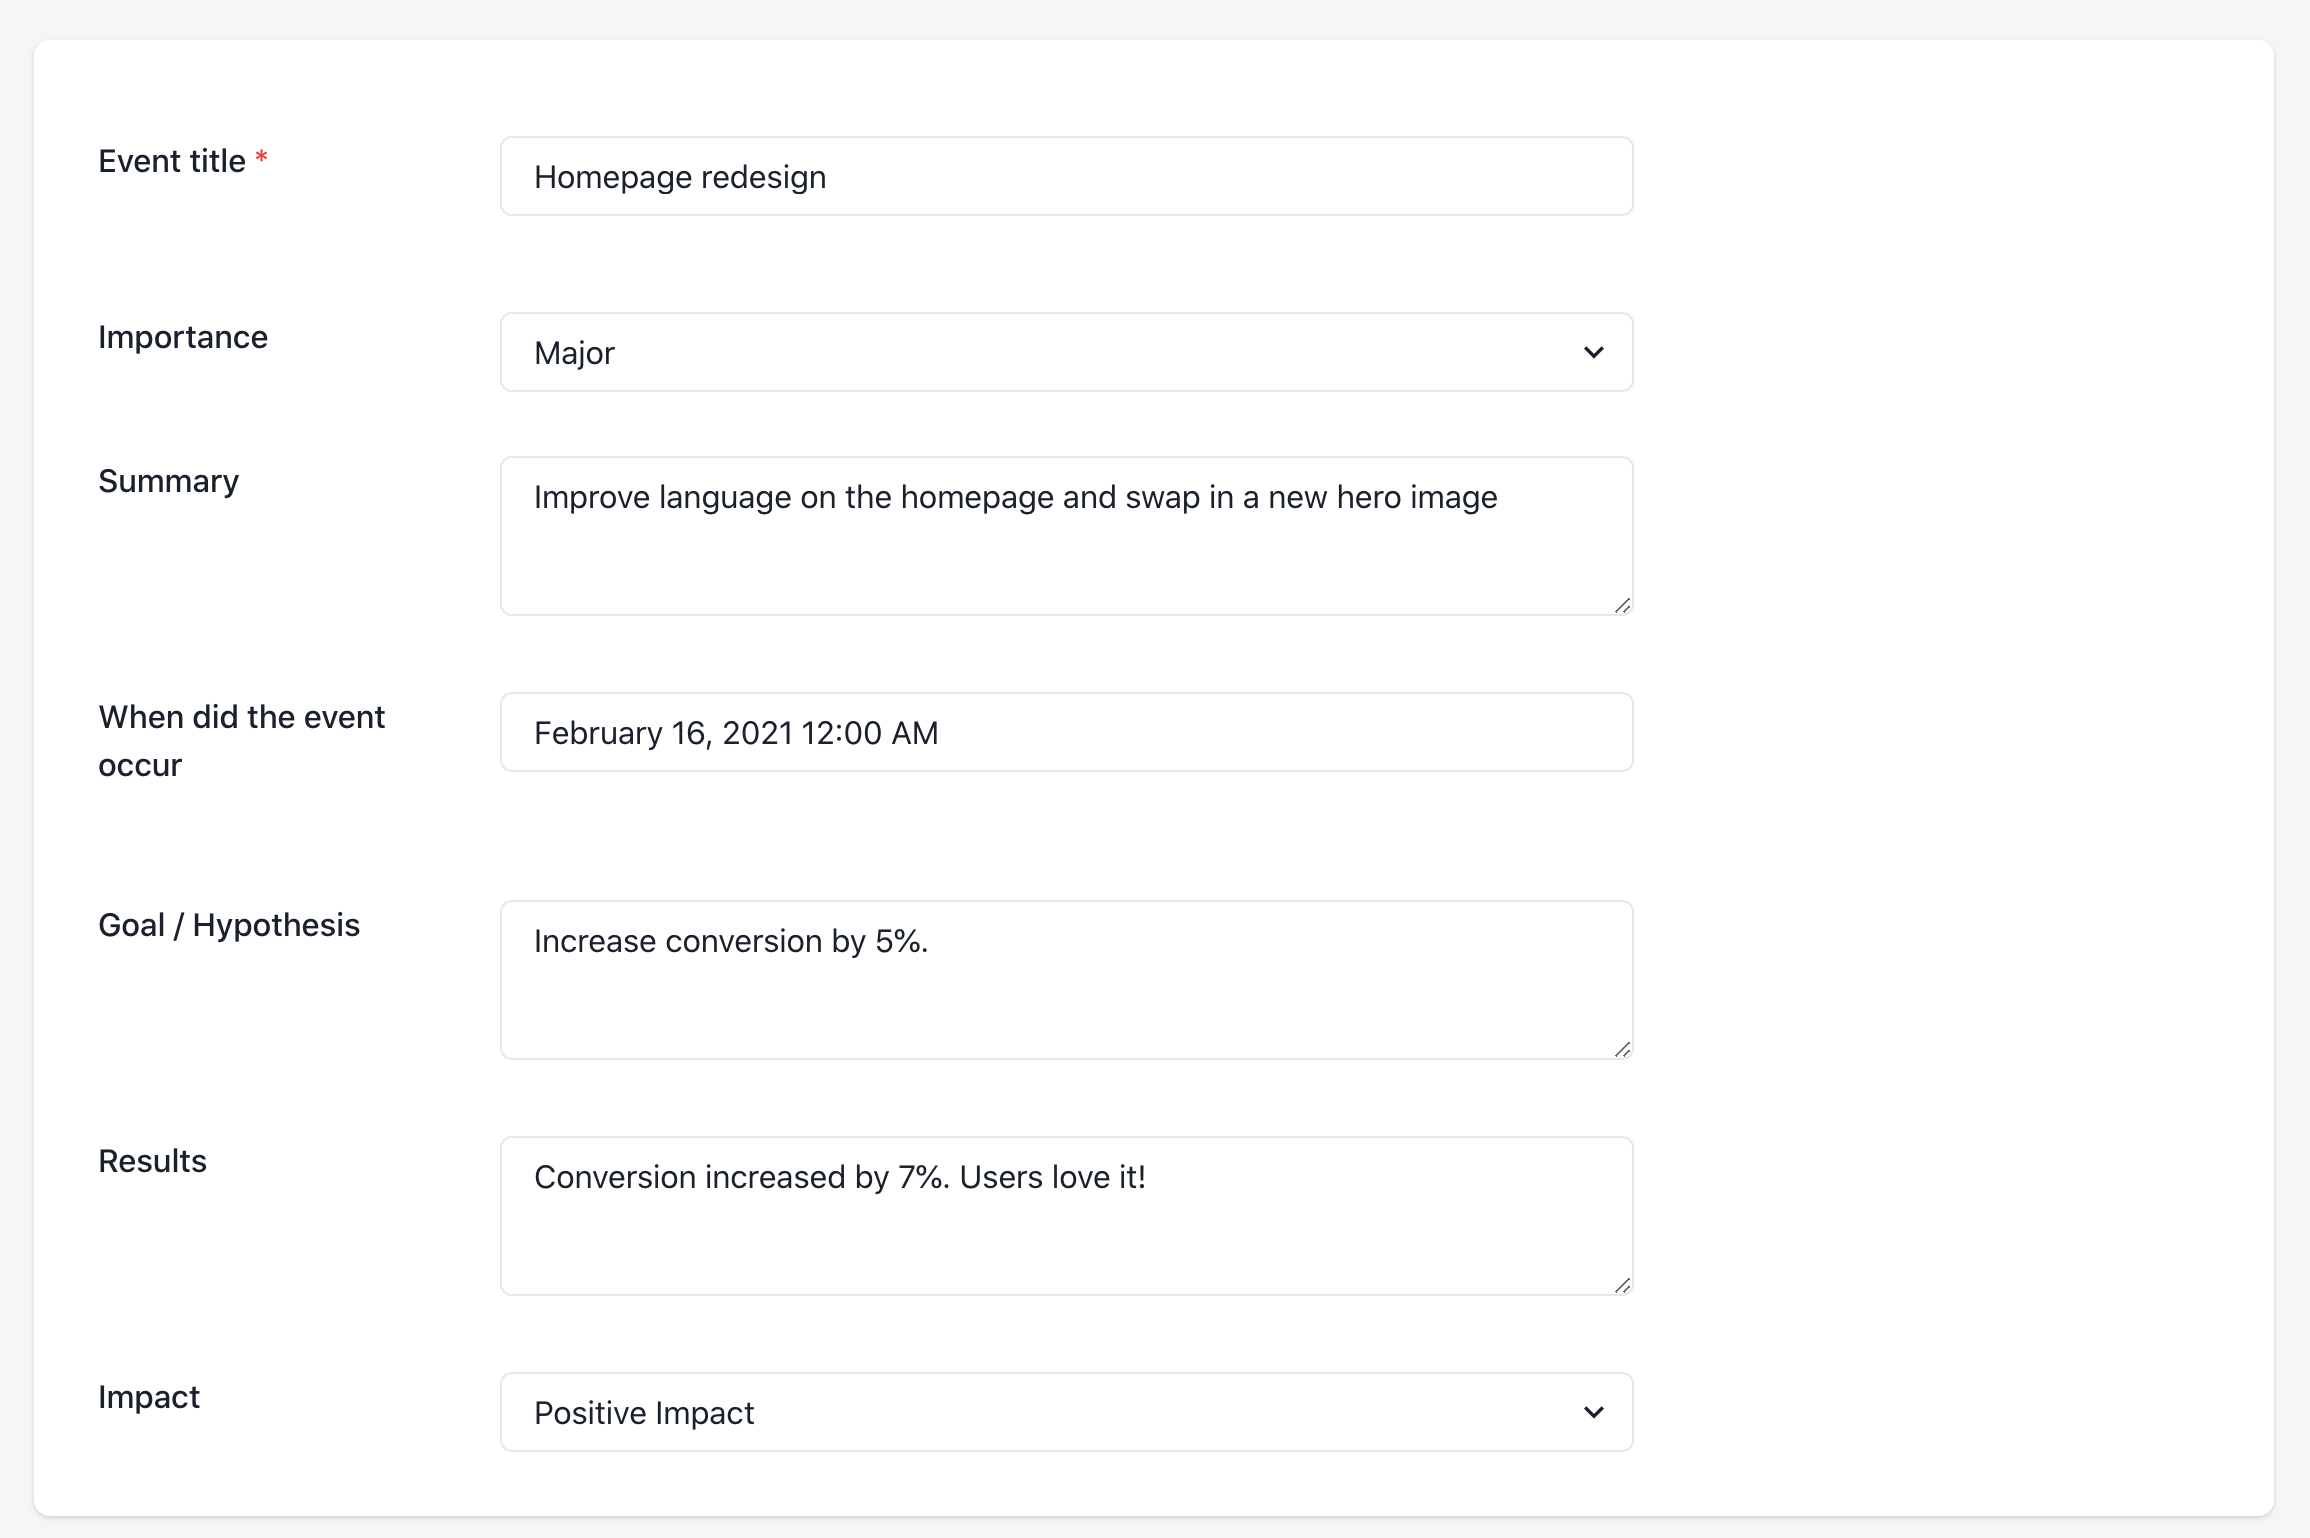 Event title *
Homepage redesign
Importance
Major
Summary
Improve language on the homepage and swap in a new hero image
When did the event
occur
February 16, 2021 12:00 AM
Goal / Hypothesis
Increase conversion by 5%.
Results
Conversion increased by 7%. Users love it!
Impact
Positive Impact